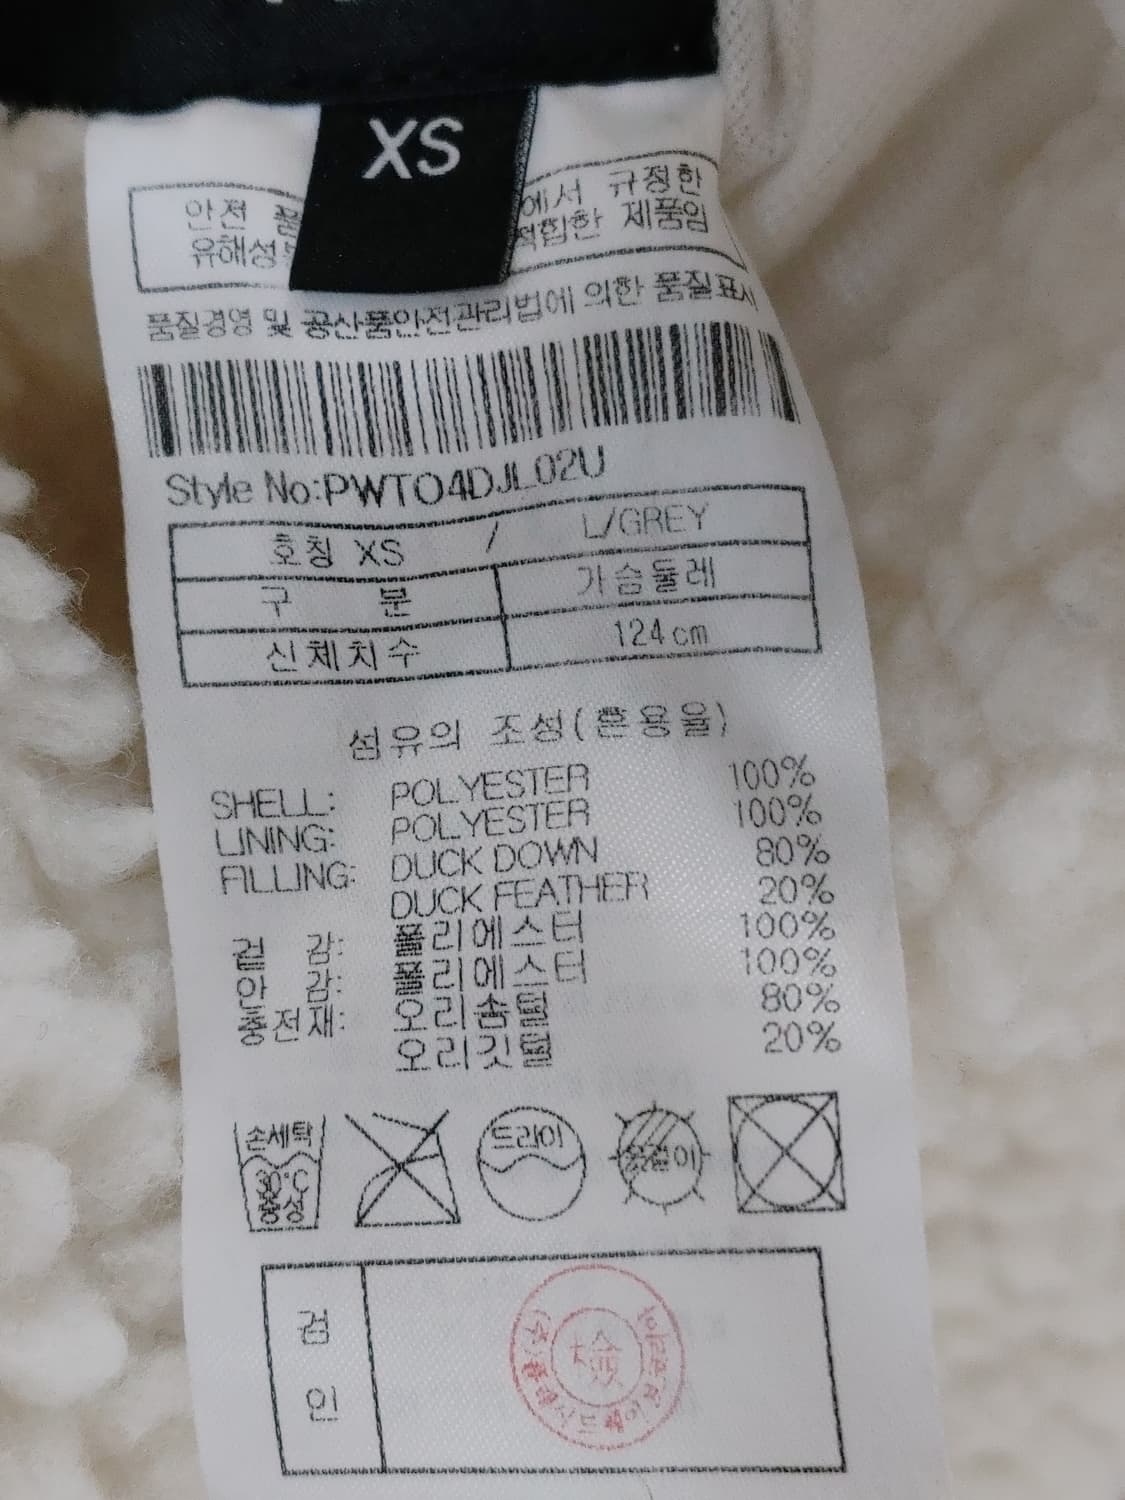 XS
안전 품 에서 규정한
유해성 적합한 제품임
품질경영 및 공산품안전관리법에 의한 품질표시
Style No:PWTO4DJL02U
호칭 XS / L/GREY
구 분 가슴둘레
신체치수 124cm
섬유의 조성(혼용율)
SHELL: POLYESTER 100%
LINING: POLYESTER 100%
FILLING: DUCK DOWN 80%
DUCK FEATHER 20%
겉 감: 폴리에스터 100%
안 감: 폴리에스터 100%
충전재: 오리솜털 80%
오리깃털 20%
손세탁 드라이 옷걸이
30°C
중성
검
인
檢